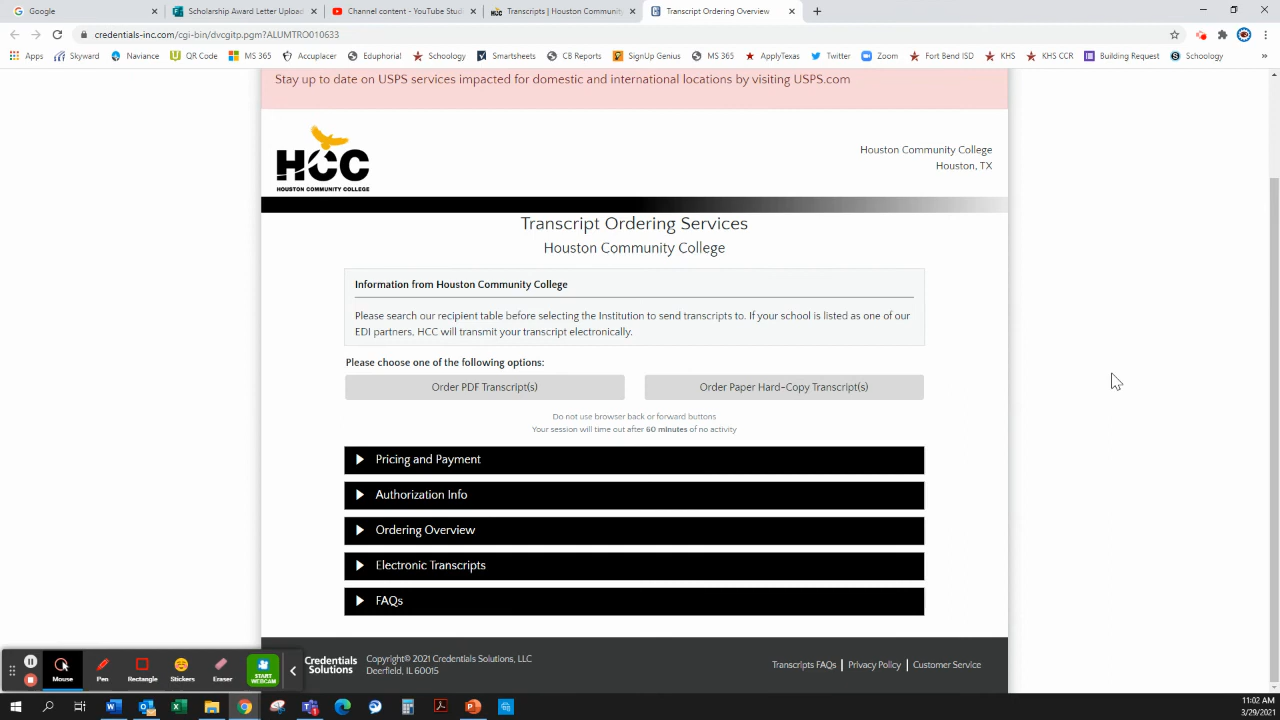 Google
Scholarship Award Letter Upload
Channel content - YouTube Stud
Transcripts | Houston Community
Transcript Ordering Overview
credentials-inc.com/cgi-bin/dvcgitp.pgm?ALUMTRO010633
Apps Skyward Naviance QR Code MS 365 Accuplacer Eduphorial Schoology Smartsheets CB Reports SignUp Genius MS 365 ApplyTexas Twitter Zoom Fort Bend ISD KHS KHS CCR Building Request Schoology »
Stay up to date on USPS services impacted for domestic and international locations by visiting USPS.com
HCC
HOUSTON COMMUNITY COLLEGE
Houston Community College
Houston, TX
Transcript Ordering Services
Houston Community College
Information from Houston Community College
Please search our recipient table before selecting the Institution to send transcripts to. If your school is listed as one of our
EDI partners. HCC will transmit your transcript electronically.
Please choose one of the following options:
Order PDF Transcript(s) Order Paper Hard-Copy Transcript(s)
Do not use browser back or forward buttons
Your session will time out after 60 minutes of no activity
Pricing and Payment
Authorization Info
Ordering Overview
Electronic Transcripts
FAQs
Mouse Pen Rectangle Stickers Eraser START WEBCAM
Credentials Solutions
Copyright© 2021 Credentials Solutions, LLC
Deerfield, IL 60015
Transcripts FAQs | Privacy Policy | Customer Service
11:02 AM
3/29/2021